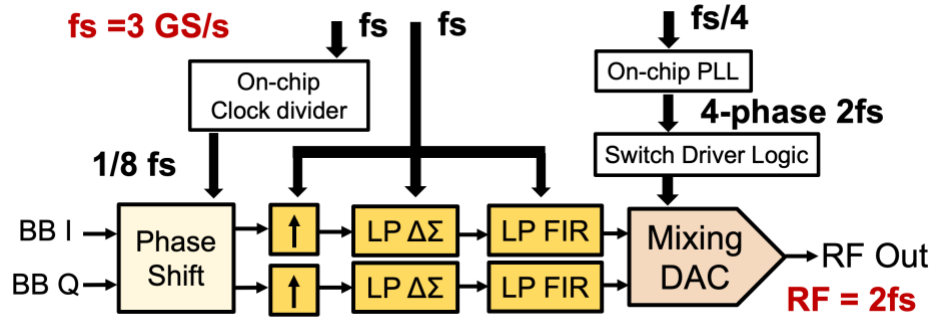 fs =3 GS/s
fs
fs
fs/4
On-chip
Clock divider
On-chip PLL
4-phase 2fs
1/8 fs
Switch Driver Logic
BB I
BB Q
Phase
Shift
↑
LP ΔΣ
LP FIR
↑
LP ΔΣ
LP FIR
Mixing
DAC
RF Out
RF = 2fs